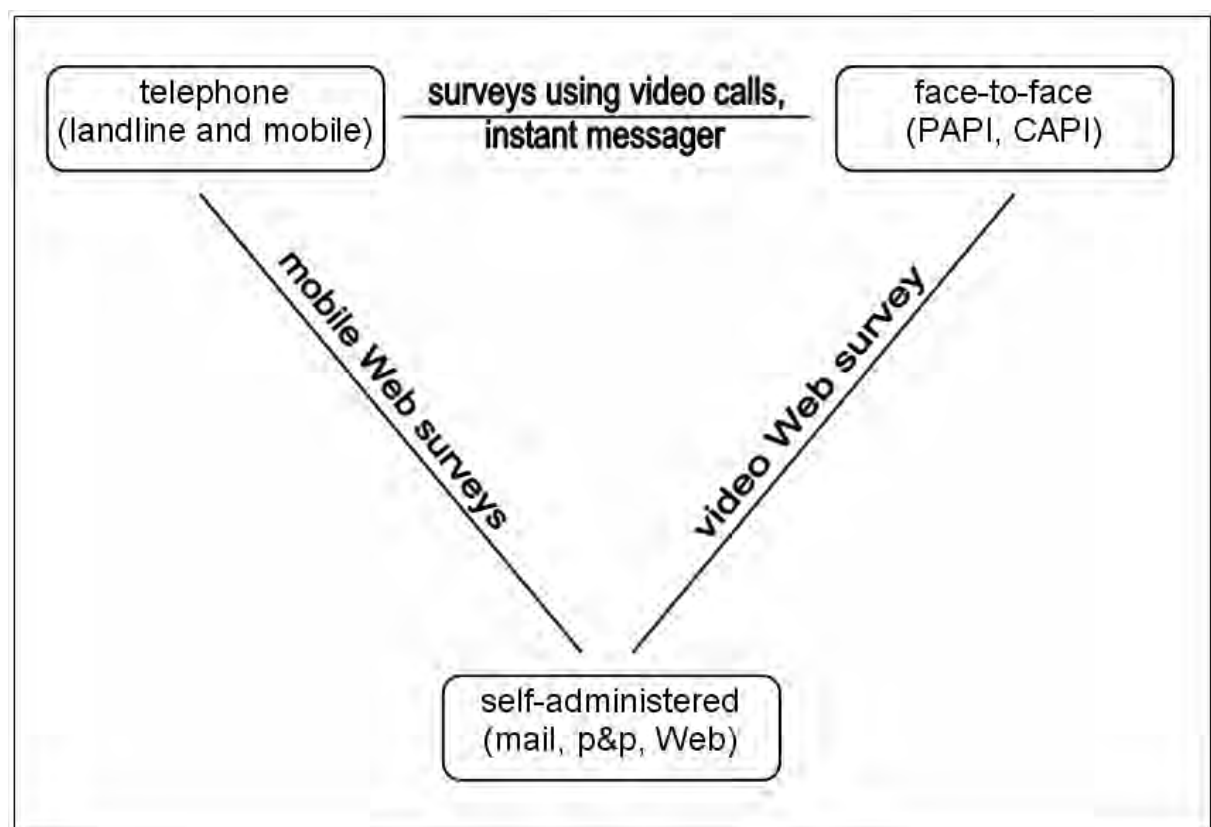 telephone
(landline and mobile)
surveys using video calls,
instant messager
face-to-face
(PAPI, CAPI)
mobile Web surveys
video Web survey
self-administered
(mail, p&p, Web)